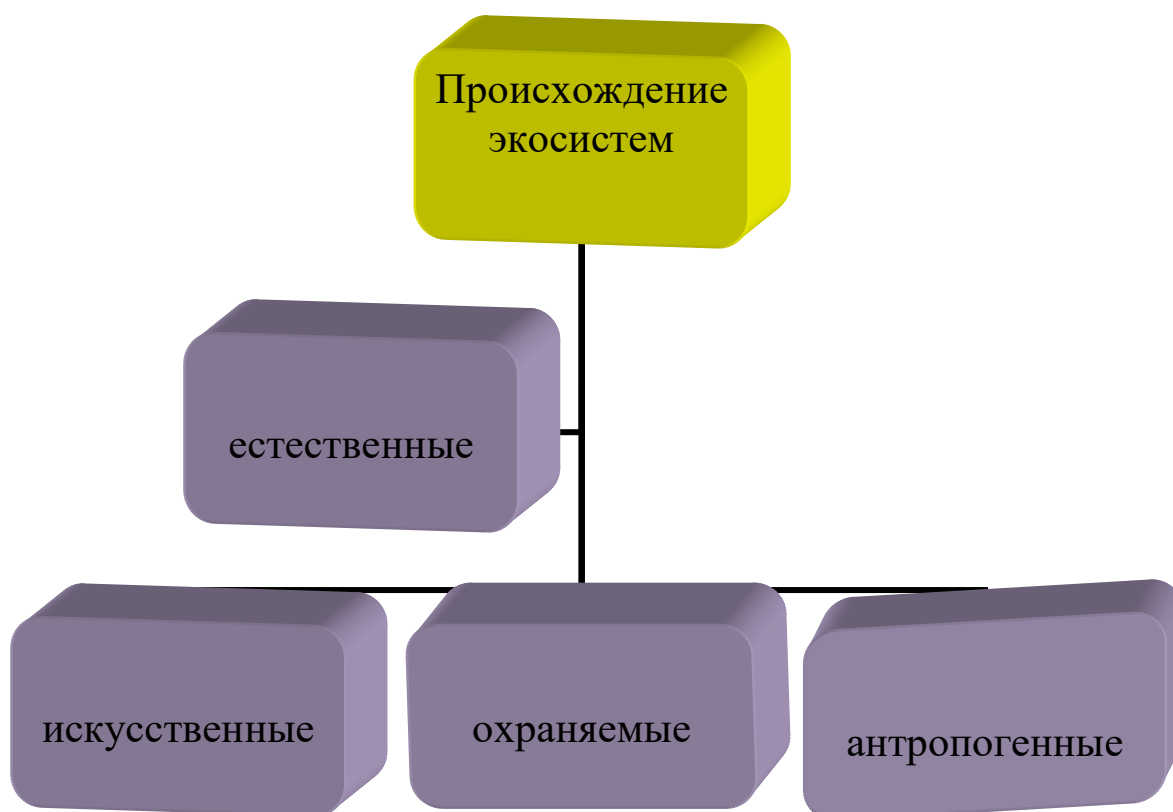 Происхождение
экосистем
естественные
искусственные
охраняемые
антропогенные